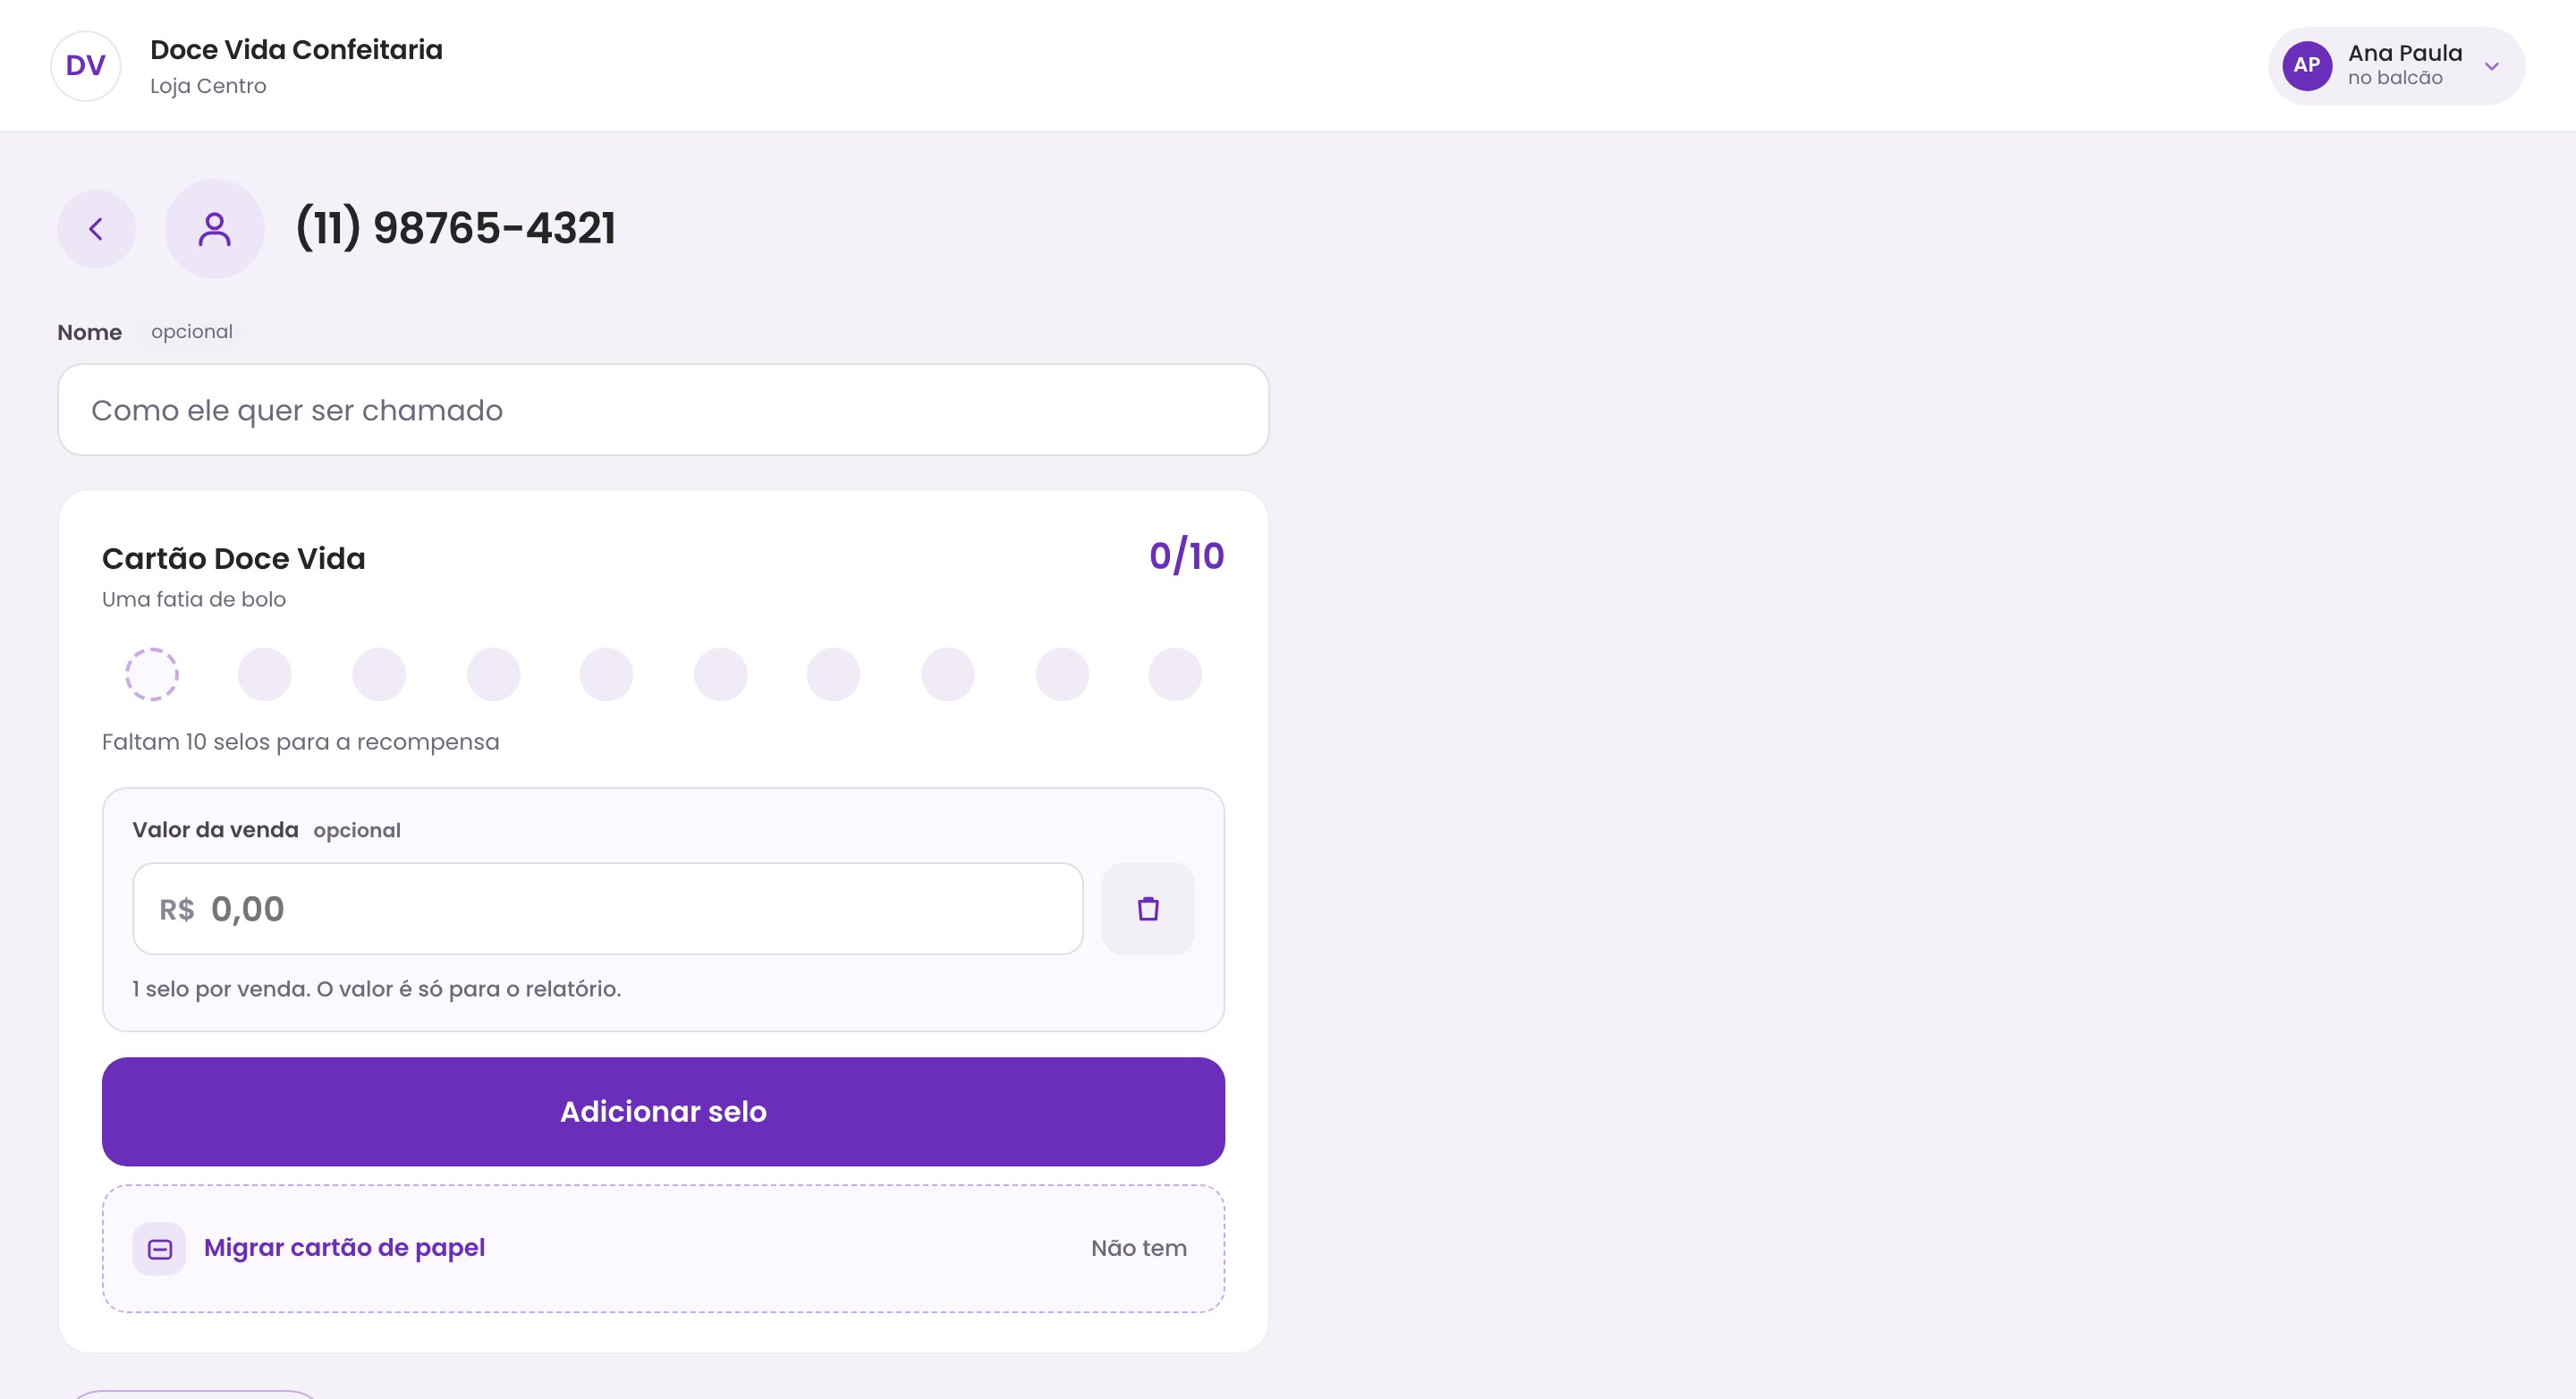 DV
Doce Vida Confeitaria
Loja Centro
AP
Ana Paula
no balcão
(11) 98765-4321
Nome opcional
Como ele quer ser chamado
Cartão Doce Vida
0/10
Uma fatia de bolo
Faltam 10 selos para a recompensa
Valor da venda opcional
R$ 0,00
1 selo por venda. O valor é só para o relatório.
Adicionar selo
Migrar cartão de papel
Não tem